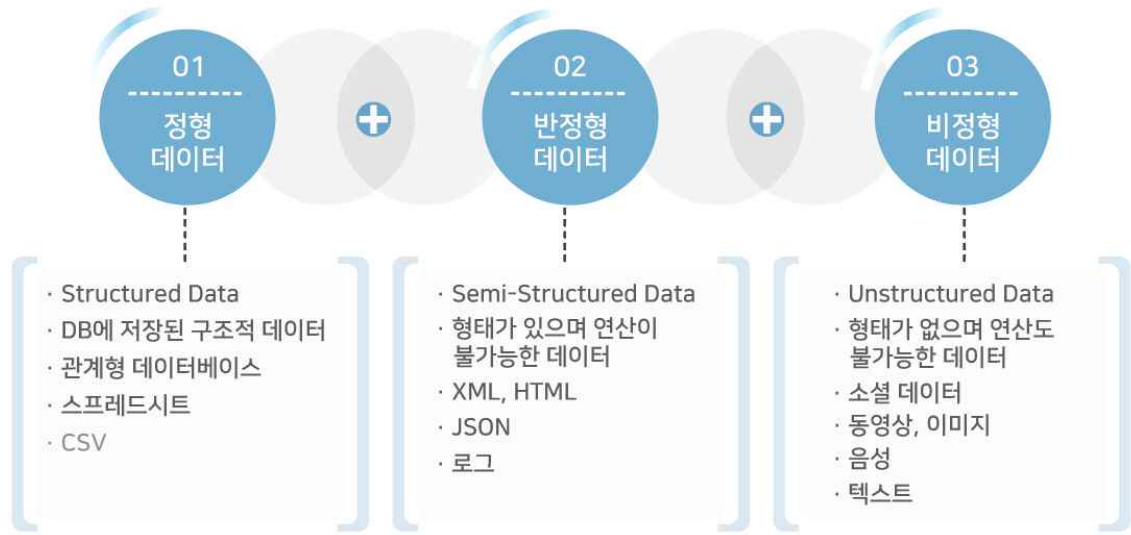 01
정형
데이터
02
반정형
데이터
03
비정형
데이터
· Structured Data
· DB에 저장된 구조적 데이터
· 관계형 데이터베이스
· 스프레드시트
· CSV
· Semi-Structured Data
· 형태가 있으며 연산이
불가능한 데이터
· XML, HTML
· JSON
· 로그
· Unstructured Data
· 형태가 없으며 연산도
불가능한 데이터
· 소셜 데이터
· 동영상, 이미지
· 음성
· 텍스트